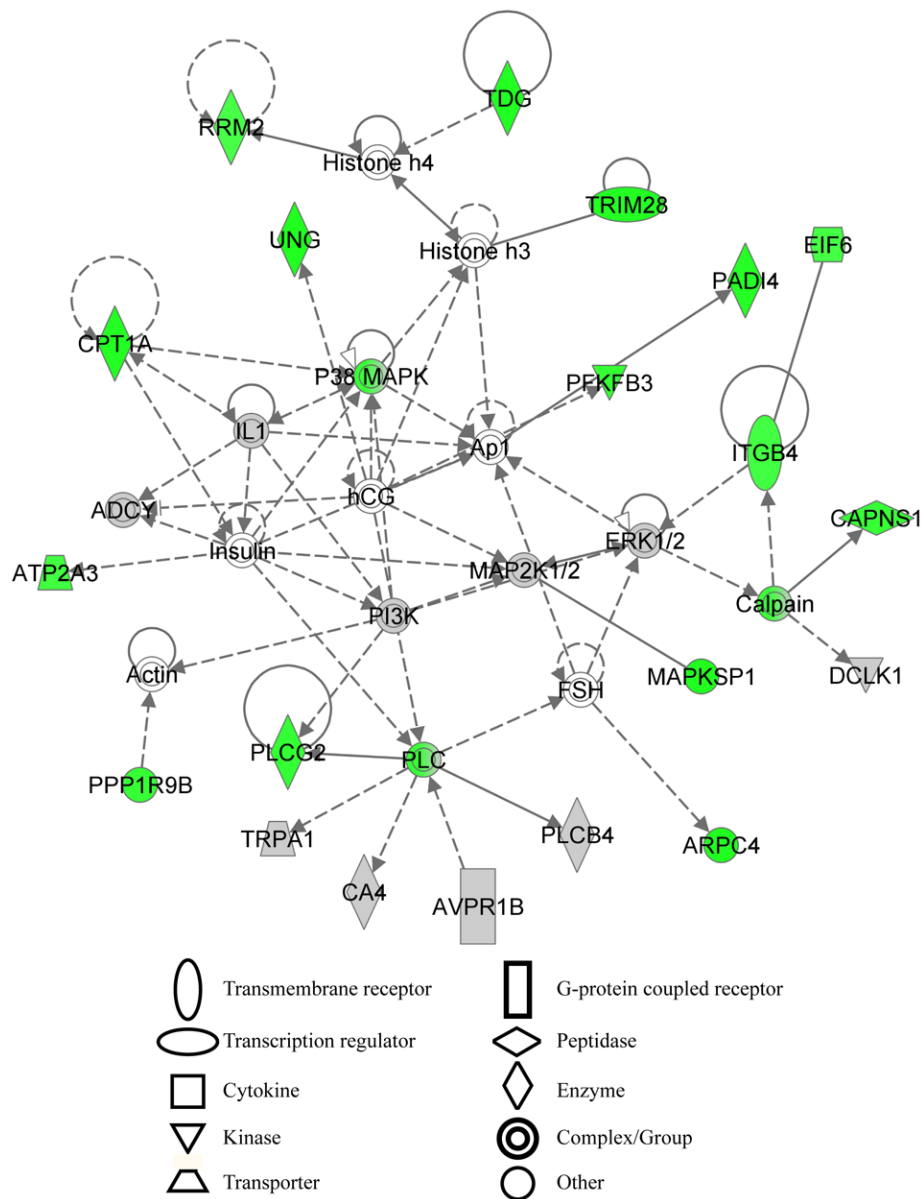 TDG
RRM2
Histone h4
TRIM28
UNG
Histone h3
EIF6
PADI4
CPT1A
P38 MAPK
PFKFB3
IL1
Ap1
ITGB4
hCG
ADCY
CAPNS1
Insulin
ERK1/2
ATP2A3
MAP2K1/2
Calpain
PI3K
Actin
MAPKSP1
DCLK1
FSH
PLCG2
PLC
PPP1R9B
TRPA1
PLCB4
ARPC4
CA4
AVPR1B
Transmembrane receptor
G-protein coupled receptor
Transcription regulator
Peptidase
Cytokine
Enzyme
Kinase
Complex/Group
Transporter
Other